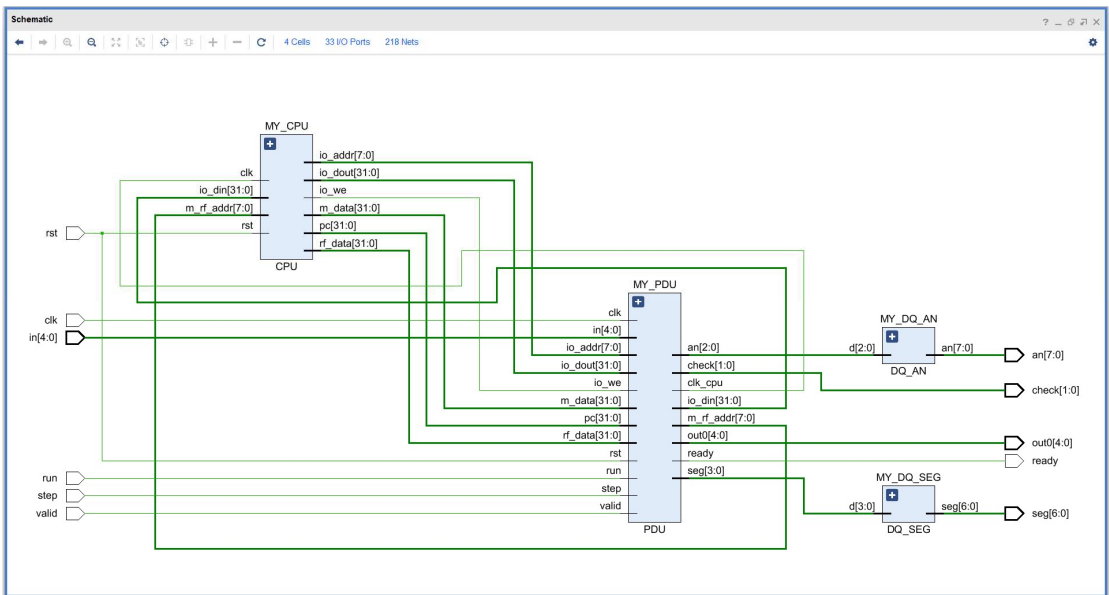 Schematic
4 Cells 33 I/O Ports 218 Nets
MY_CPU
clk
io_din[31:0]
m_rf_addr[7:0]
rst
io_addr[7:0]
io_dout[31:0]
io_we
m_data[31:0]
pc[31:0]
rf_data[31:0]
CPU
rst
clk
in[4:0]
run
step
valid
MY_PDU
clk
in[4:0]
io_addr[7:0]
io_dout[31:0]
io_we
m_data[31:0]
pc[31:0]
rf_data[31:0]
rst
run
step
valid
an[2:0]
check[1:0]
clk_cpu
io_din[31:0]
m_rf_addr[7:0]
out0[4:0]
ready
seg[3:0]
PDU
MY_DQ_AN
d[2:0]
an[7:0]
DQ_AN
MY_DQ_SEG
d[3:0]
seg[6:0]
DQ_SEG
an[7:0]
check[1:0]
out0[4:0]
ready
seg[6:0]